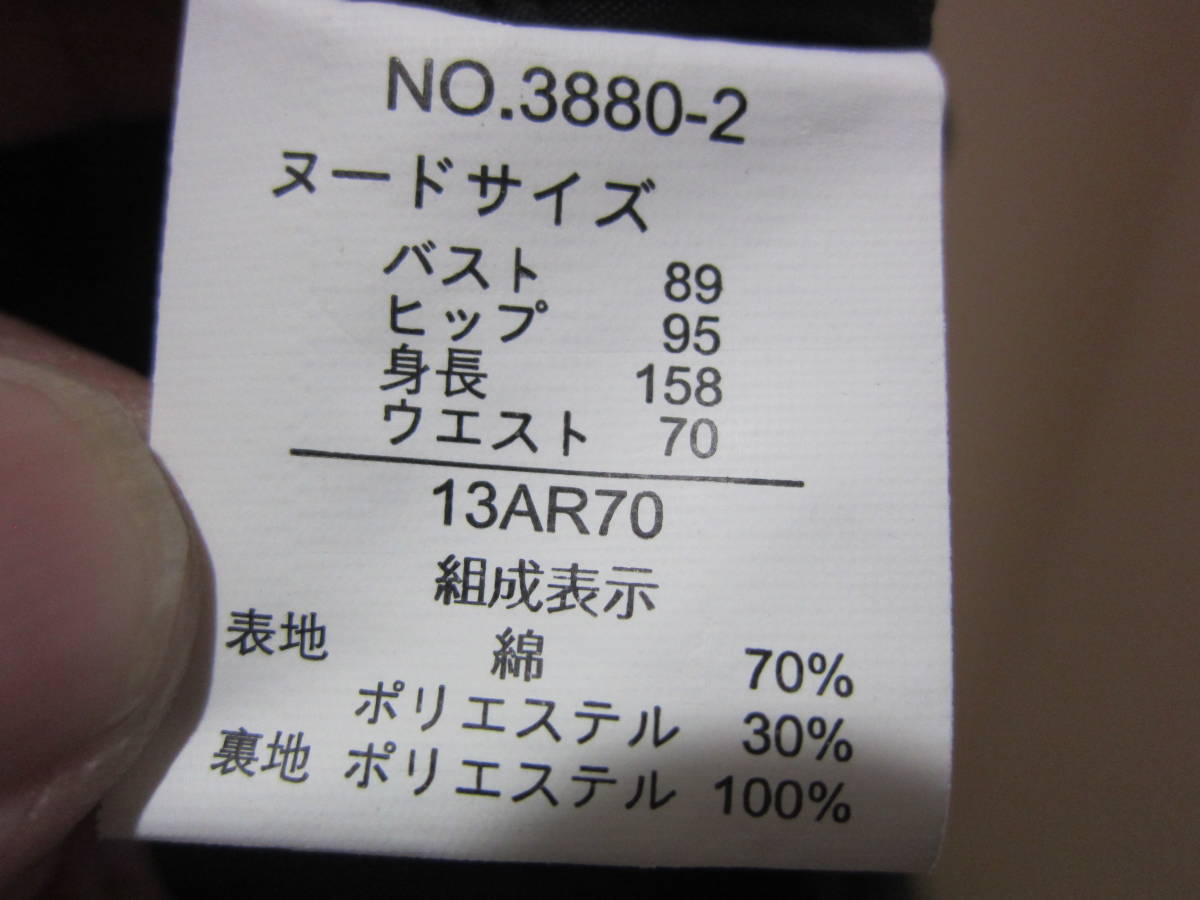 NO.3880-2
ヌードサイズ
バスト 89
ヒップ 95
身長 158
ウエスト 70
13AR70
組成表示
表地 綿 70%
ポリエステル 30%
裏地 ポリエステル 100%